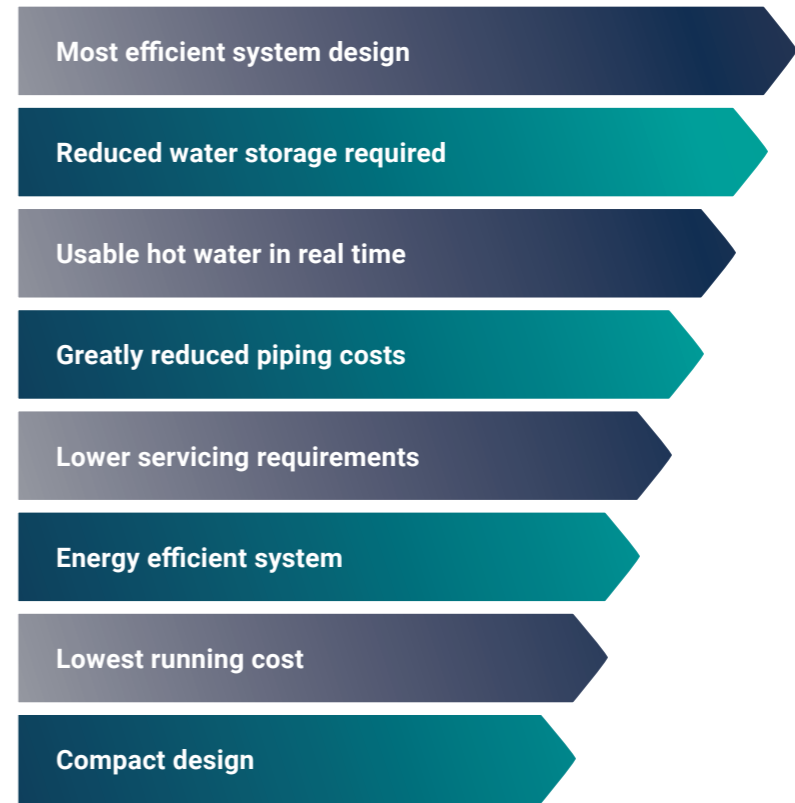 Most efficient system design
Reduced water storage required
Usable hot water in real time
Greatly reduced piping costs
Lower servicing requirements
Energy efficient system
Lowest running cost
Compact design